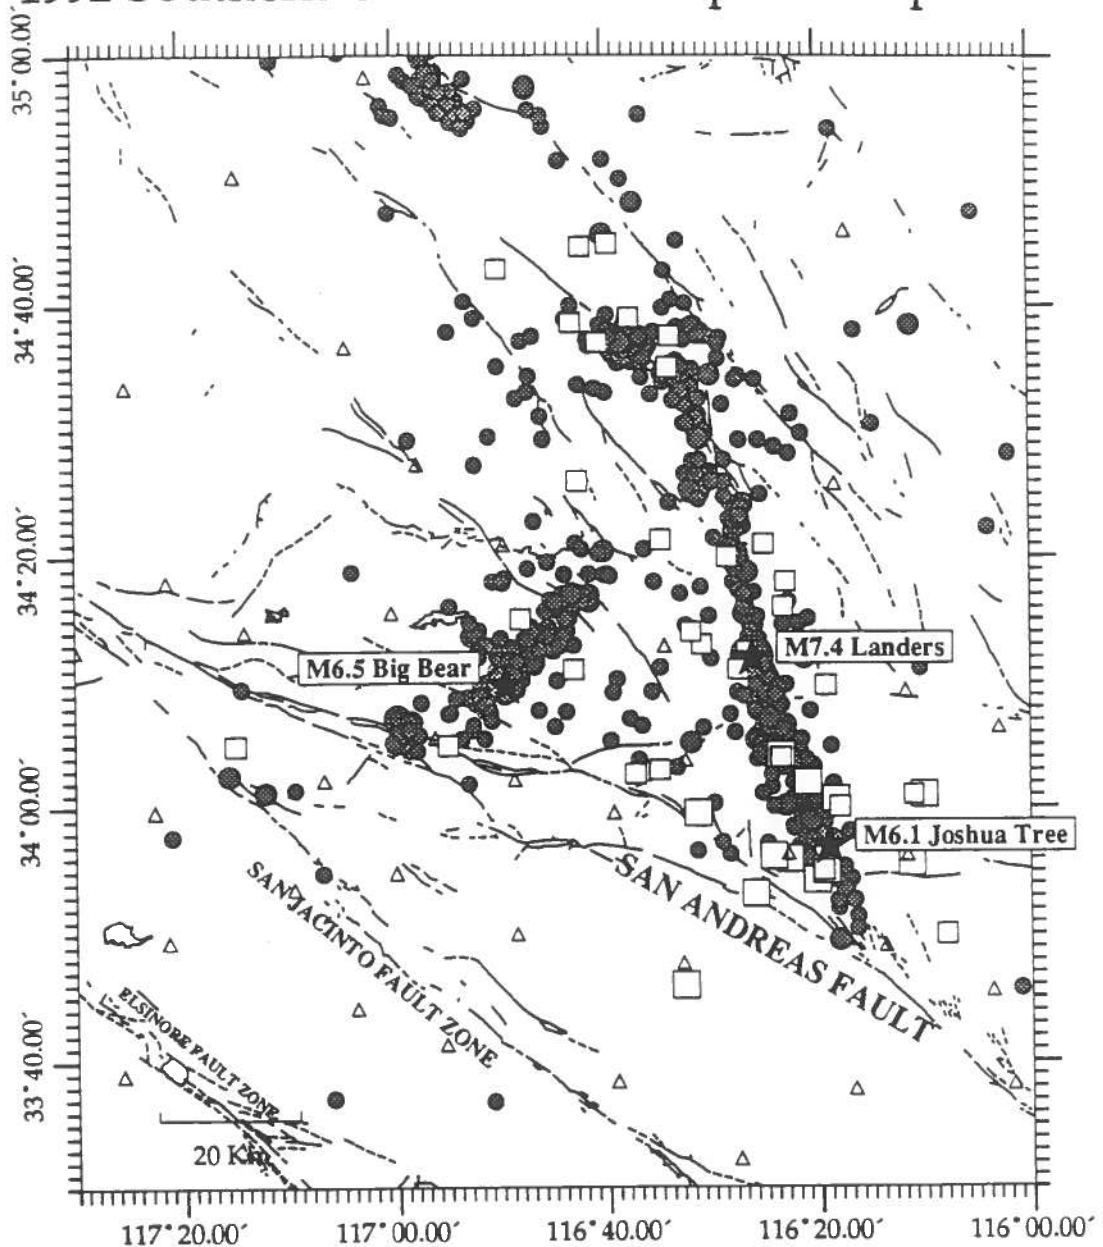 35°00.00´
34°40.00´
34°20.00´
34°00.00´
33°40.00´
M7.4 Landers
M6.5 Big Bear
M6.1 Joshua Tree
SAN ANDREAS FAULT
SAN JACINTO FAULT ZONE
ELSINORE FAULT ZONE
20 Km
117°20.00´ 117°00.00´ 116°40.00´ 116°20.00´ 116°00.00´